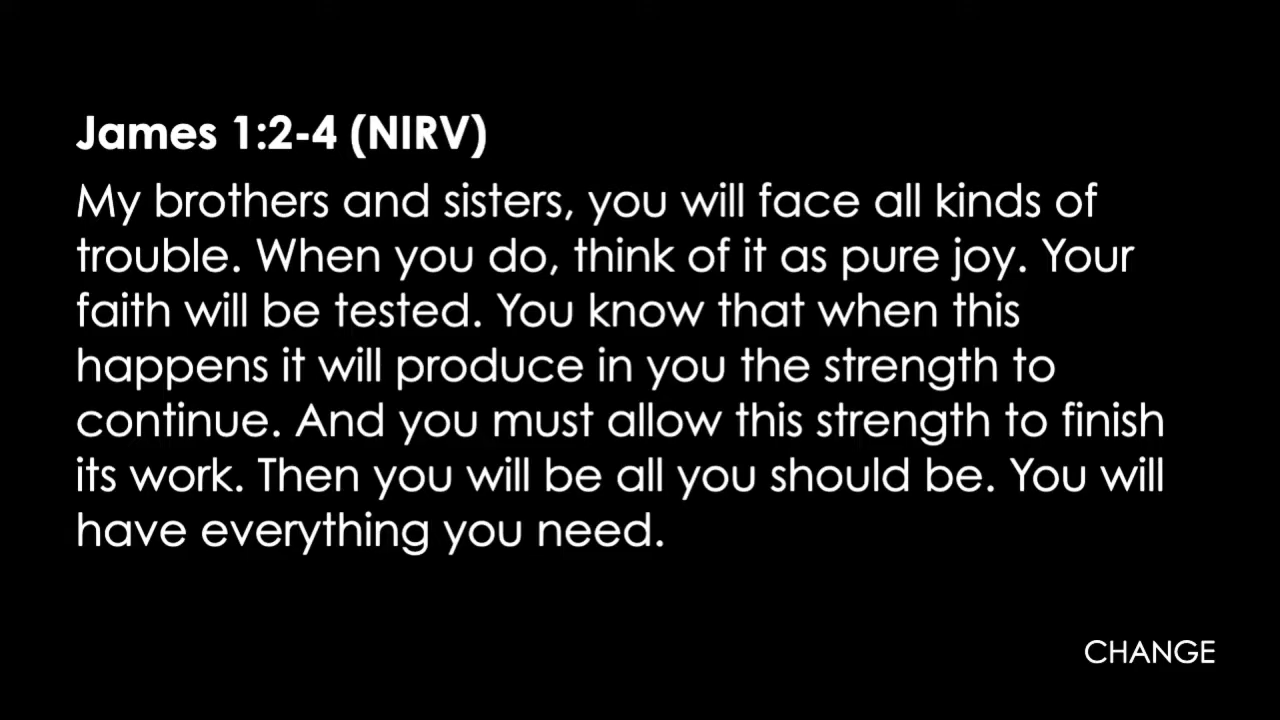 James 1:2-4 (NIRV)
My brothers and sisters, you will face all kinds of
trouble. When you do, think of it as pure joy. Your
faith will be tested. You know that when this
happens it will produce in you the strength to
continue. And you must allow this strength to finish
its work. Then you will be all you should be. You will
have everything you need.
CHANGE